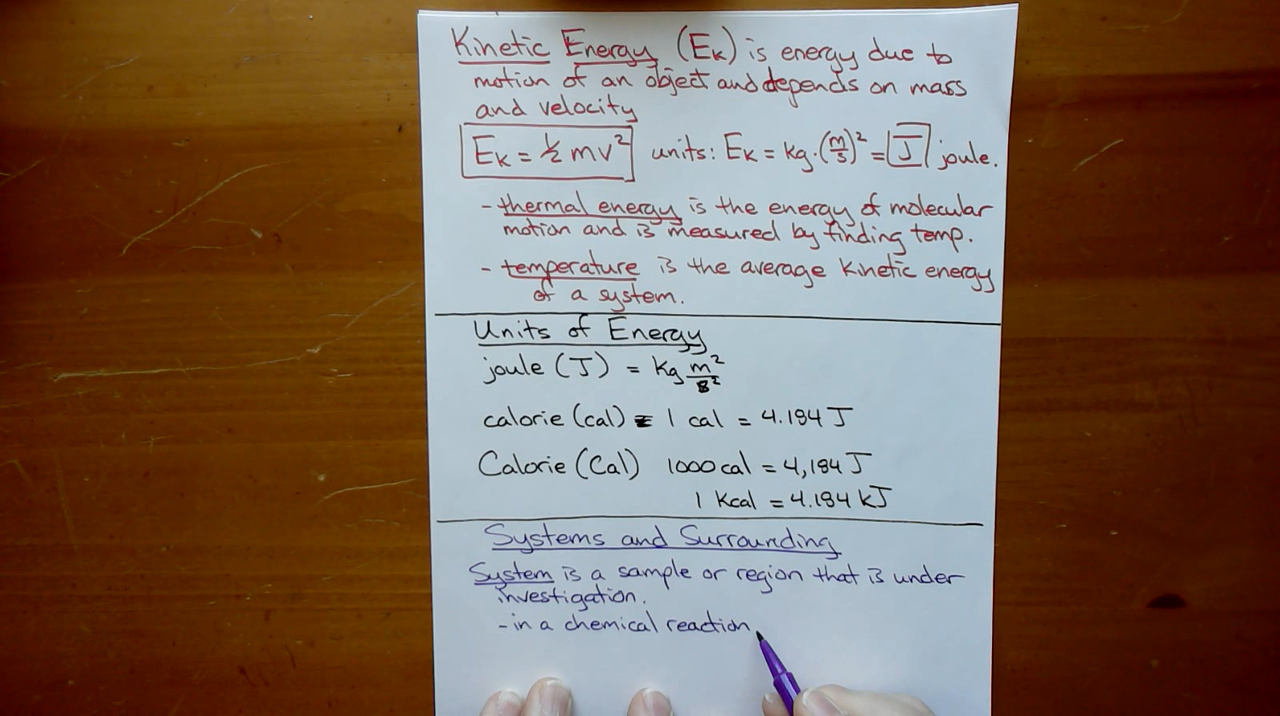 Kinetic Energy (Ek) is energy due to
motion of an object and depends on mass
and velocity
Ek = ½ mv² units: Ek = kg·(m/s)² = J joule.
- thermal energy is the energy of molecular
motion and is measured by finding temp.
- temperature is the average kinetic energy
of a system.
Units of Energy
joule (J) = kg m²/s²
calorie (cal) = 1 cal = 4.184 J
Calorie (Cal) 1000 cal = 4,184 J
1 Kcal = 4.184 kJ
Systems and Surrounding
System is a sample or region that is under
investigation.
- in a chemical reaction